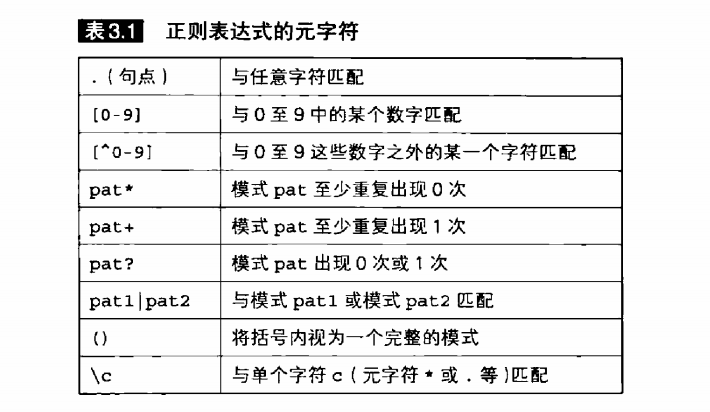 表3.1 正则表达式的元字符
.(句点) 与任意字符匹配
[0-9] 与0至9中的某个数字匹配
[^0-9] 与0至9这些数字之外的某一个字符匹配
pat* 模式 pat 至少重复出现0次
pat+ 模式 pat 至少重复出现1次
pat? 模式 pat 出现0次或1次
pat1|pat2 与模式 pat1 或模式 pat2 匹配
() 将括号内视为一个完整的模式
\c 与单个字符 c (元字符 * 或 . 等)匹配